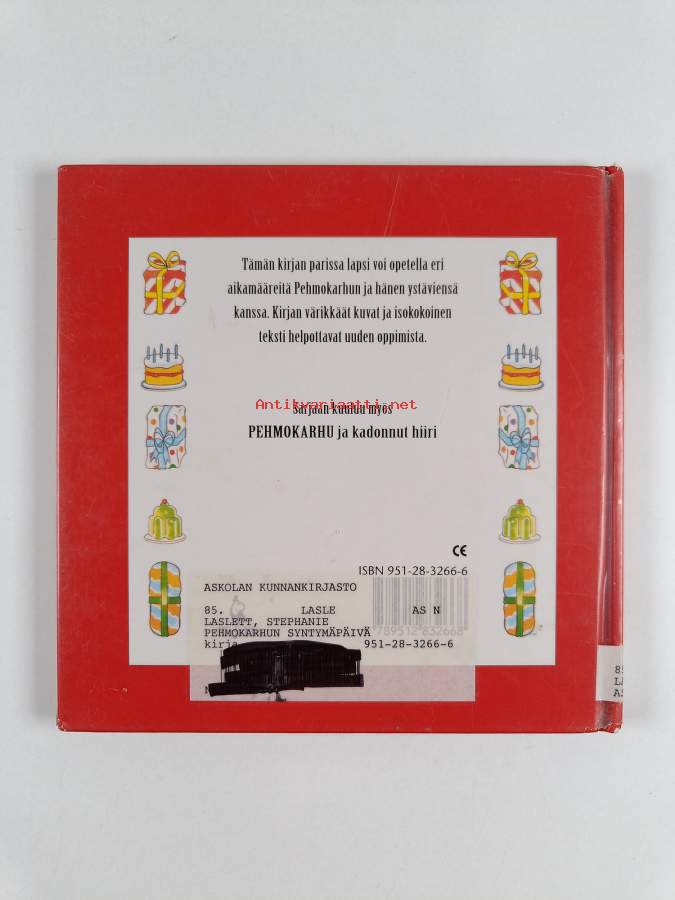 Tämän kirjan parissa lapsi voi opetella eri
aikamääreitä Pehmokarhun ja hänen ystäviensä
kanssa. Kirjan värikkäät kuvat ja isokokoinen
teksti helpottavat uuden oppimista.
Antikvariaatti.net
Sarjaan kuuluu myös
PEHMOKARHU ja kadonnut hiiri
CE
ISBN 951-28-3266-6
ASKOLAN KUNNANKIRJASTO
85. LASLE AS N
LASLETT, STEPHANIE
PEHMOKARHUN SYNTYMÄPÄIVÄ
kirja 951-28-3266-6
789512832668
85
LA
AS